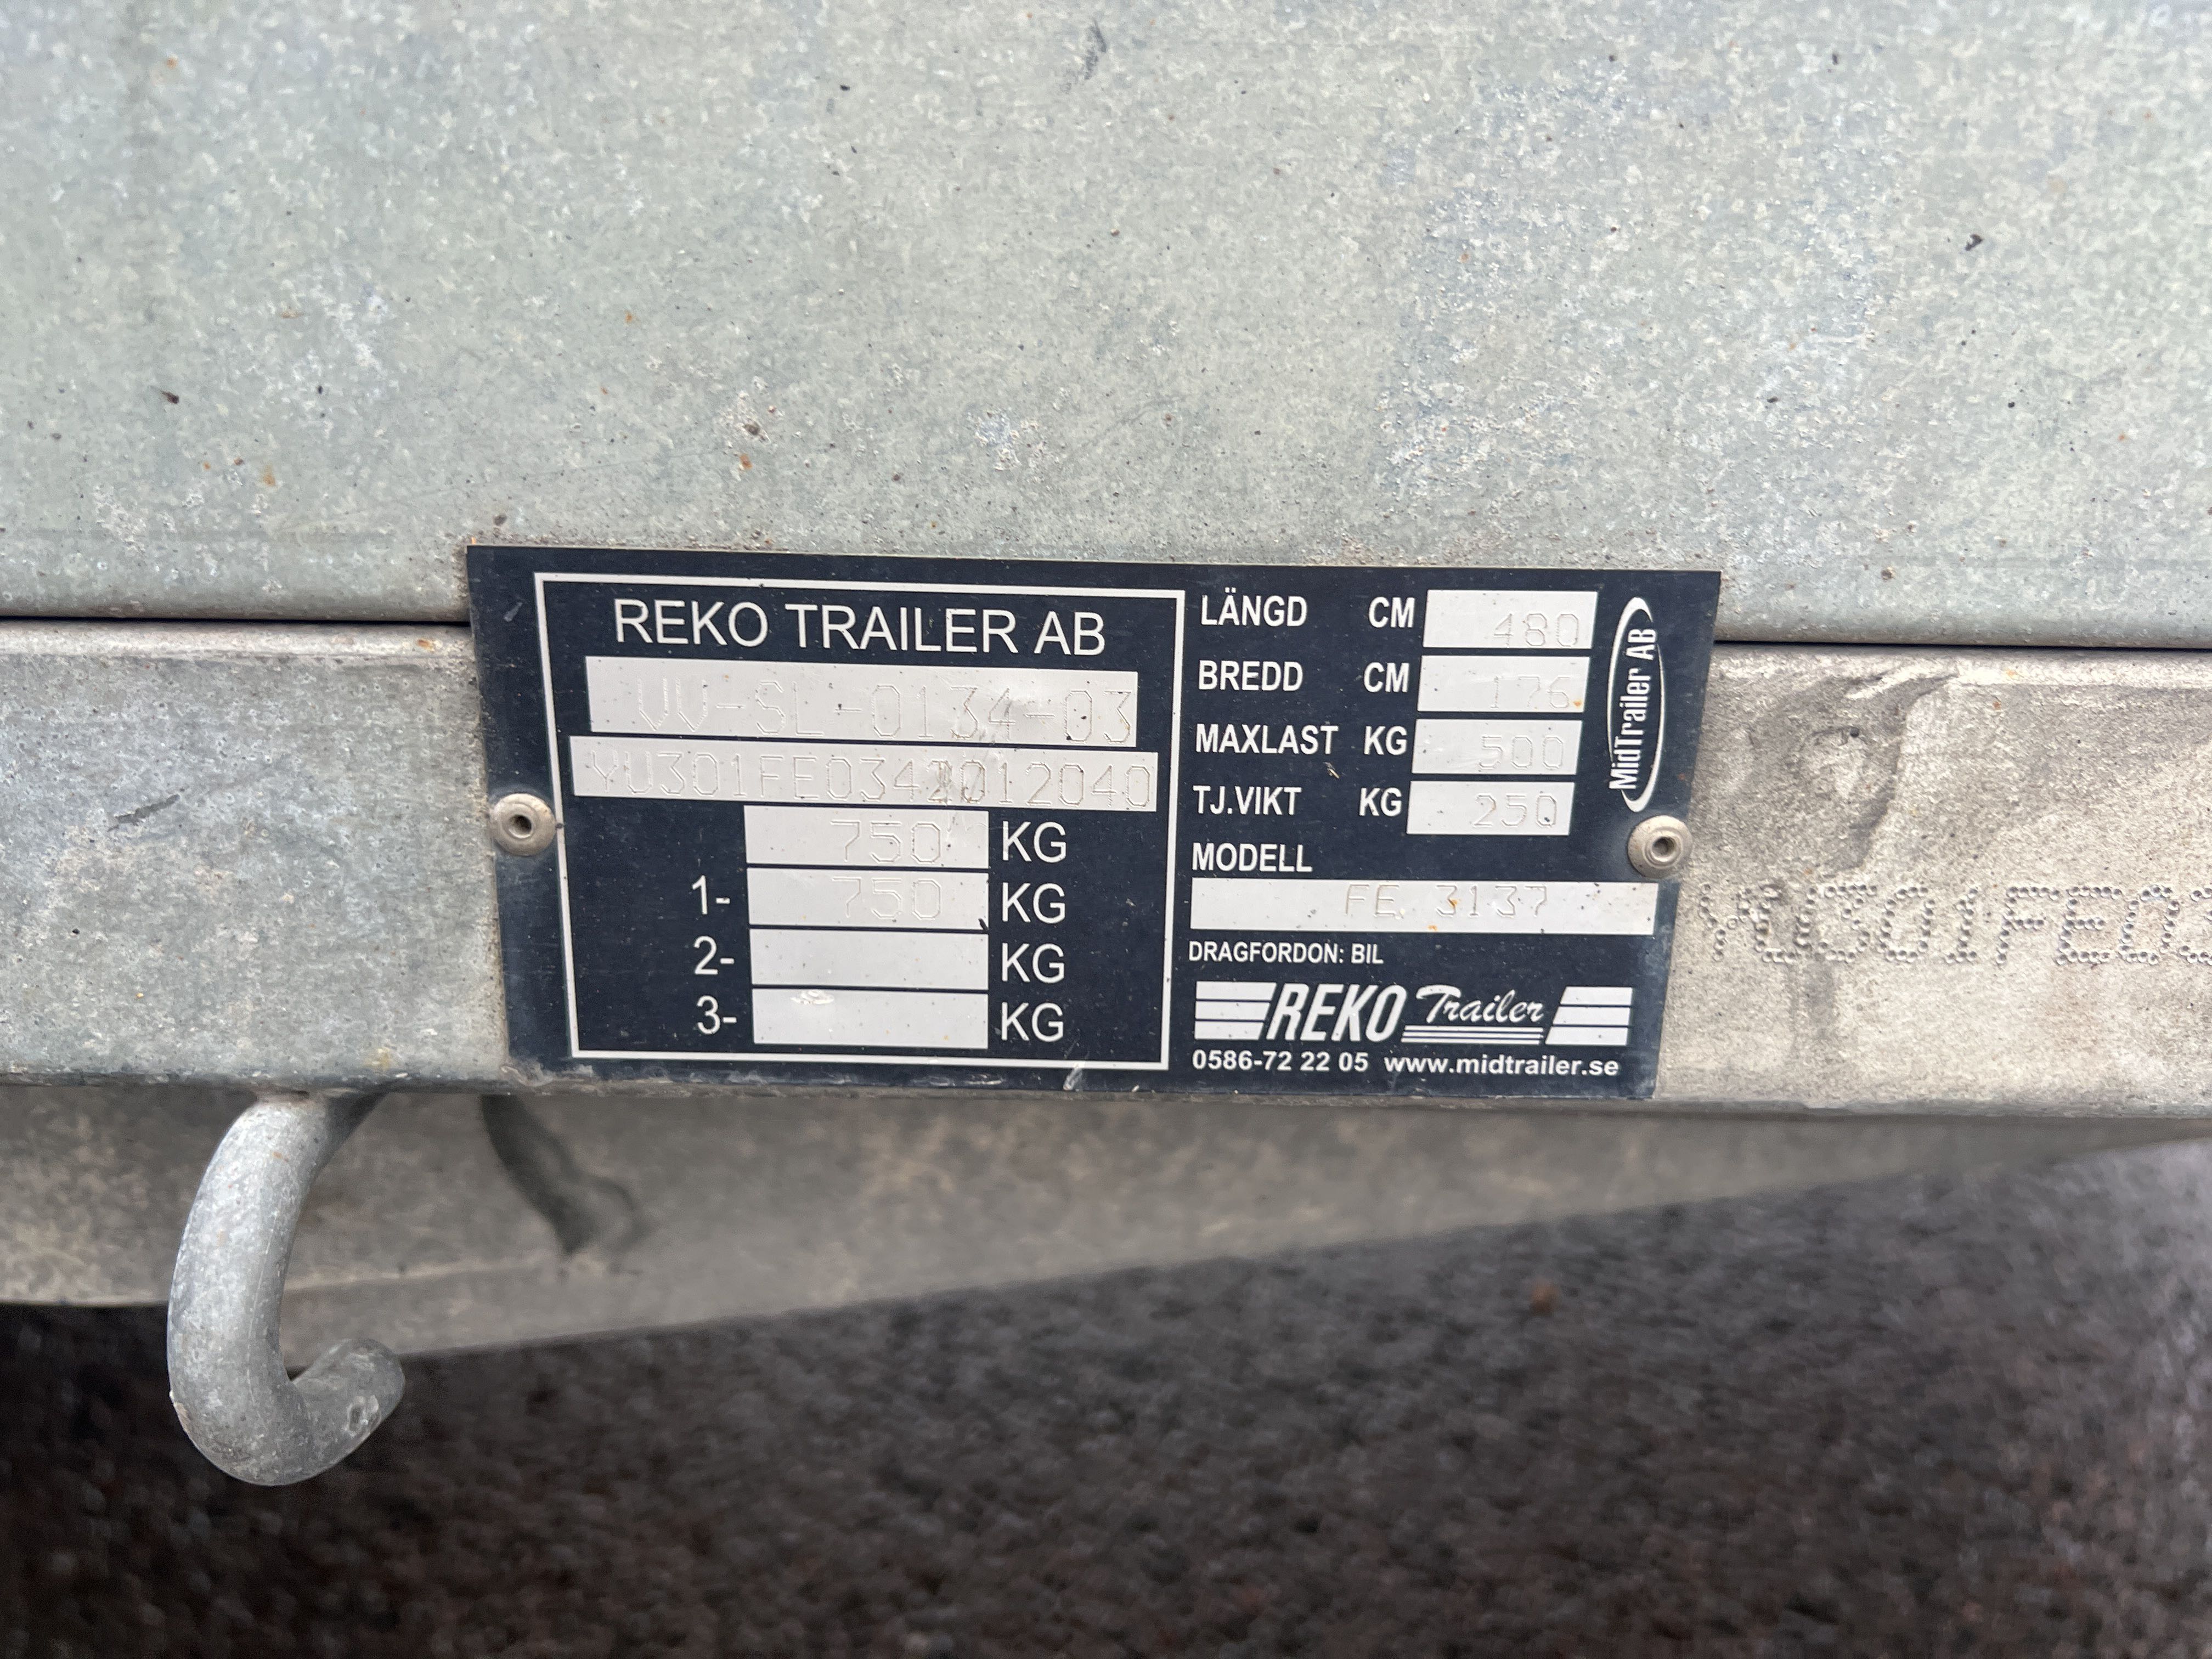 REKO TRAILER AB
VV-SL-0134-03
750 KG
1- 750 KG
2- KG
3- KG
LÄNGD CM 480
BREDD CM 176
MAXLAST KG 500
TJ.VIKT KG 250
MODELL
FE 3137
DRAGFORDON: BIL
REKO Trailer
0586-72 22 05 www.midtrailer.se
MidTrailer AB
YU301FE03